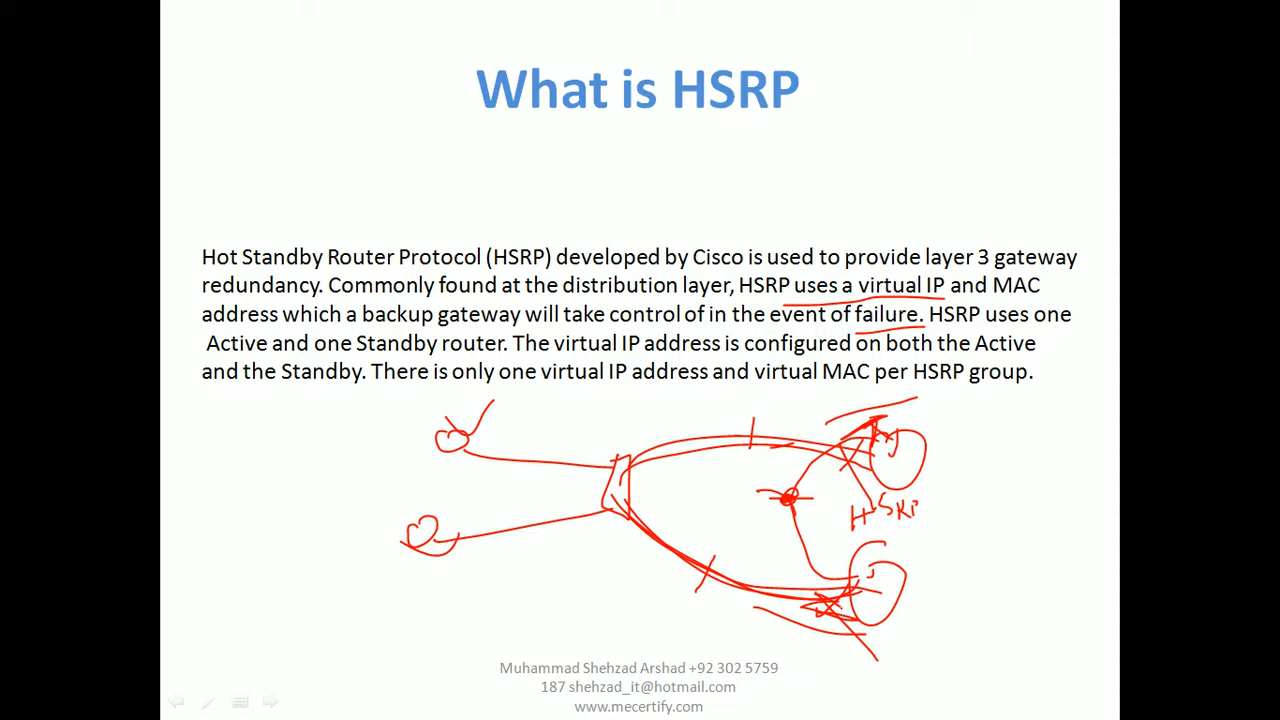 What is HSRP
Hot Standby Router Protocol (HSRP) developed by Cisco is used to provide layer 3 gateway
redundancy. Commonly found at the distribution layer, HSRP uses a virtual IP and MAC
address which a backup gateway will take control of in the event of failure. HSRP uses one
Active and one Standby router. The virtual IP address is configured on both the Active
and the Standby. There is only one virtual IP address and virtual MAC per HSRP group.
HSRP
Muhammad Shehzad Arshad +92 302 5759
187 shehzad_it@hotmail.com
www.mecertify.com